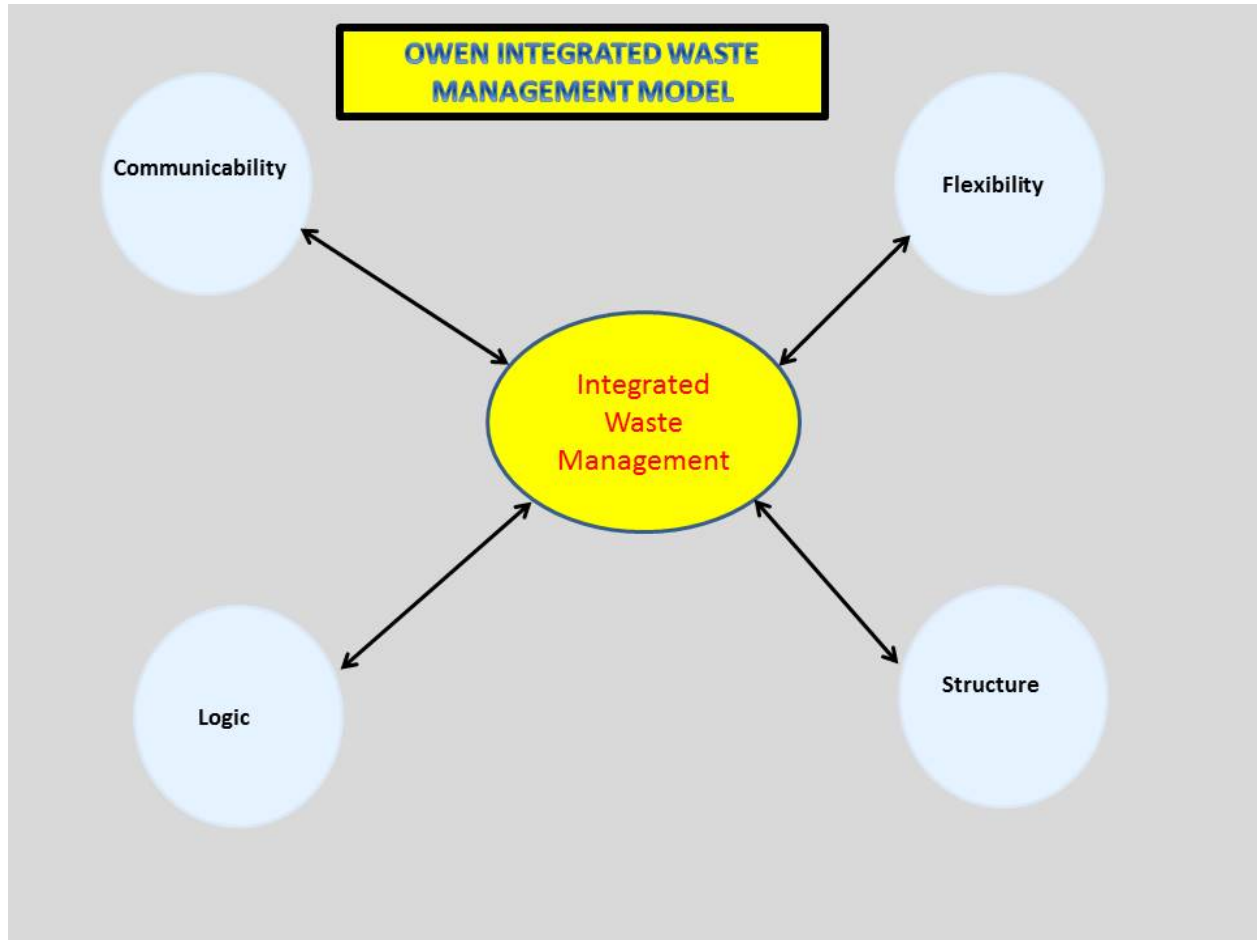 OWEN INTEGRATED WASTE
MANAGEMENT MODEL
Communicability
Flexibility
Integrated
Waste
Management
Logic
Structure